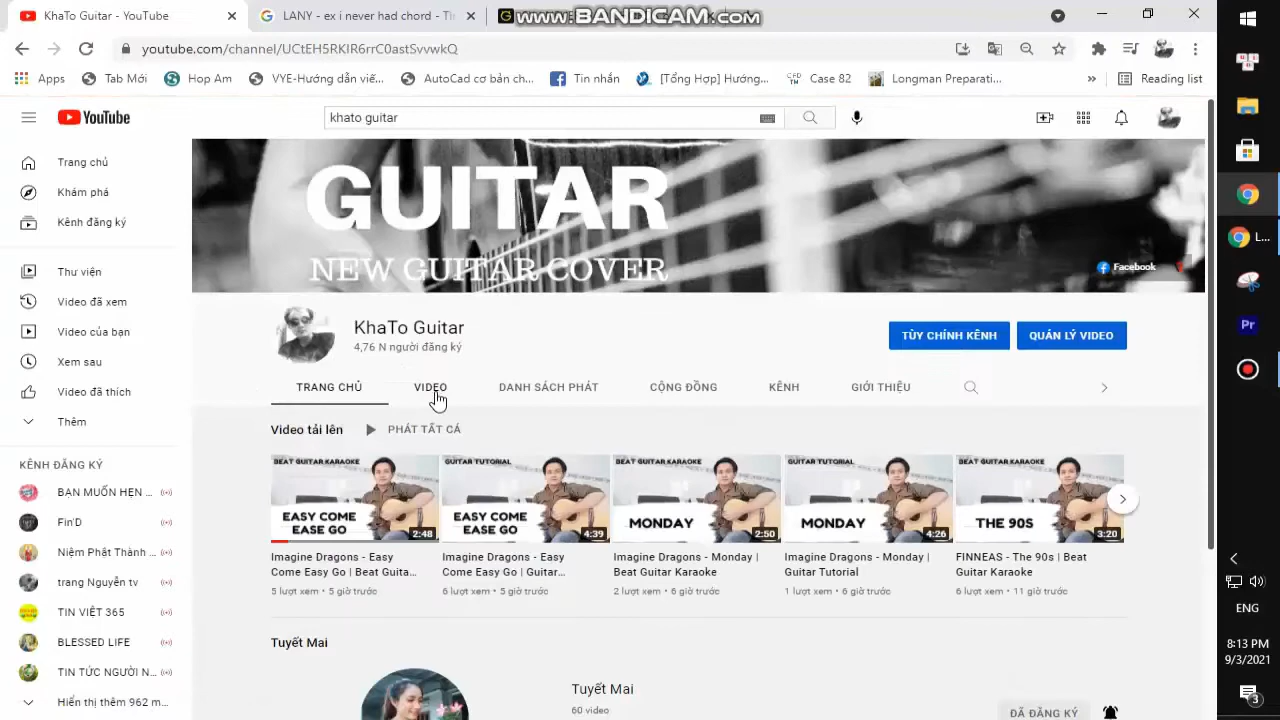 KhaTo Guitar - YouTube
LANY - ex i never had chord - Tì
www.BANDICAM.com
youtube.com/channel/UCtEH5RKIR6rrC0astSvvwkQ
Apps
Tab Mới
Hop Am
VYE-Hướng dẫn viê...
AutoCad cơ bản ch...
Tin nhắn
[Tổng Hợp] Hướng...
Case 82
Longman Preparati...
»
Reading list
YouTube
khato guitar
Trang chủ
Khám phá
Kênh đăng ký
Thư viện
Video đã xem
Video của bạn
Xem sau
Video đã thích
Thêm
KÊNH ĐĂNG KÝ
BẠN MUỐN HẸN ...
Fin'D
Niệm Phật Thành ...
trang Nguyễn tv
TIN VIỆT 365
BLESSED LIFE
TIN TỨC NGƯỜI N...
Hiển thị thêm 962 m...
GUITAR
NEW GUITAR COVER
Facebook
KhaTo Guitar
4,76 N người đăng ký
TÙY CHỈNH KÊNH
QUẢN LÝ VIDEO
TRANG CHỦ
VIDEO
DANH SÁCH PHÁT
CỘNG ĐỒNG
KÊNH
GIỚI THIỆU
Video tải lên
PHÁT TẤT CẢ
BEAT GUITAR KARAOKE
EASY COME
EASE GO
2:48
Imagine Dragons - Easy
Come Easy Go | Beat Guita...
5 lượt xem • 5 giờ trước
GUITAR TUTORIAL
EASY COME
EASE GO
4:39
Imagine Dragons - Easy
Come Easy Go | Guitar...
6 lượt xem • 5 giờ trước
BEAT GUITAR KARAOKE
MONDAY
2:50
Imagine Dragons - Monday |
Beat Guitar Karaoke
2 lượt xem • 6 giờ trước
GUITAR TUTORIAL
MONDAY
4:26
Imagine Dragons - Monday |
Guitar Tutorial
1 lượt xem • 6 giờ trước
BEAT GUITAR KARAOKE
THE 90S
3:20
FINNEAS - The 90s | Beat
Guitar Karaoke
6 lượt xem • 11 giờ trước
Tuyết Mai
Tuyết Mai
60 video
ĐÃ ĐĂNG KÝ
L...
Pr
ENG
8:13 PM
9/3/2021
3